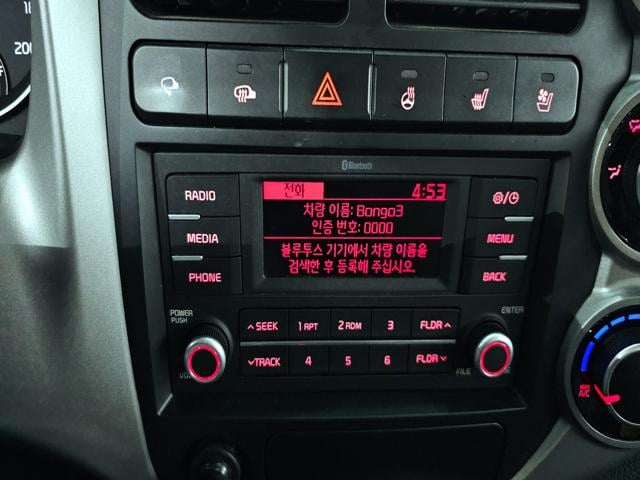 200
Bluetooth
RADIO
MEDIA
PHONE
전화 4:53
차량 이름: Bongo3
인증 번호: 0000
블루투스 기기에서 차량 이름을
검색한 후 등록해 주십시오.
MENU
BACK
POWER
PUSH
∧ SEEK 1 RPT 2 RDM 3 FLDR ∧
∨TRACK 4 5 6 FLDR ∨
ENTER
FILE
A/C